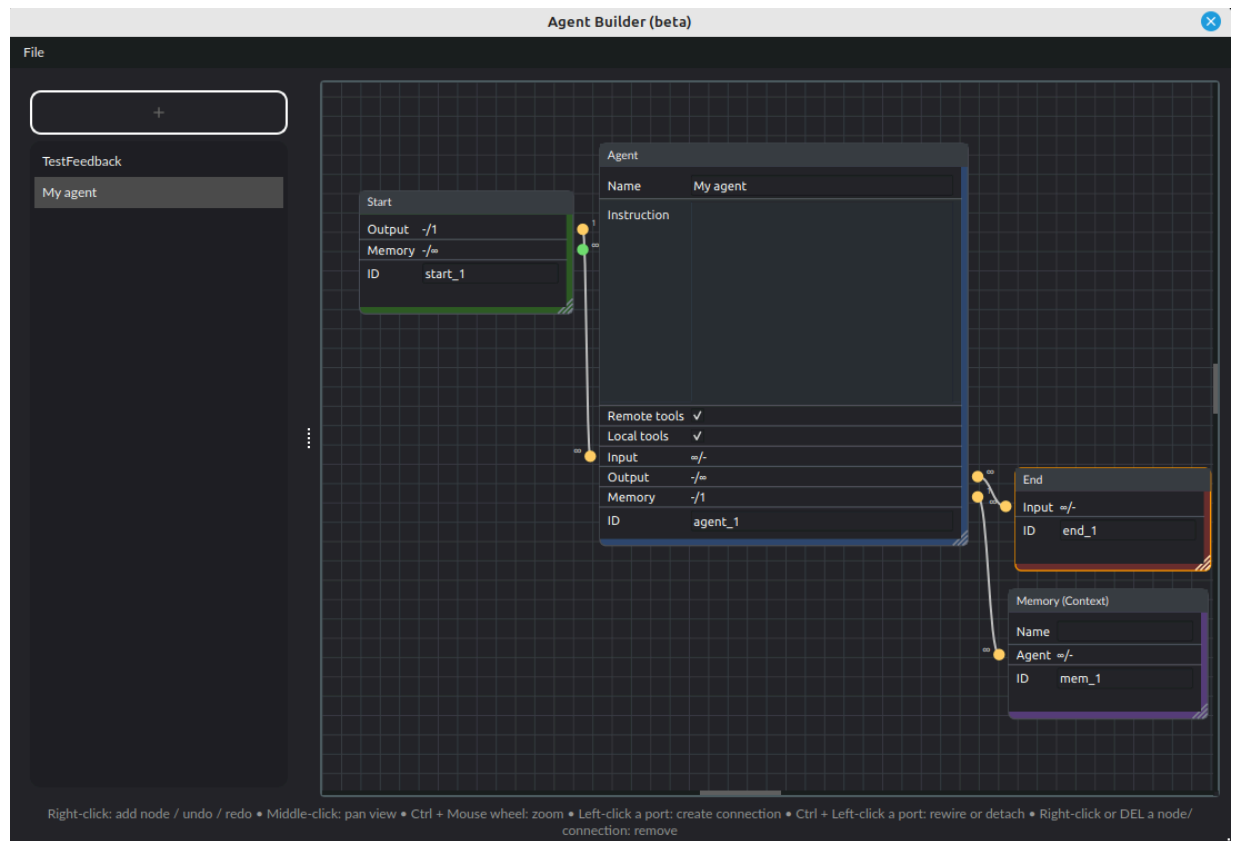 Agent Builder (beta)
File
+
TestFeedback
My agent
Start
Output -/1
Memory -/∞
ID start_1
1
∞
Agent
Name My agent
Instruction
Remote tools ✓
Local tools ✓
∞
Input ∞/-
Output -/∞
Memory -/1
ID agent_1
∞
1
∞
End
Input ∞/-
ID end_1
Memory (Context)
Name
∞
Agent ∞/-
ID mem_1
Right-click: add node / undo / redo • Middle-click: pan view • Ctrl + Mouse wheel: zoom • Left-click a port: create connection • Ctrl + Left-click a port: rewire or detach • Right-click or DEL a node/
connection: remove